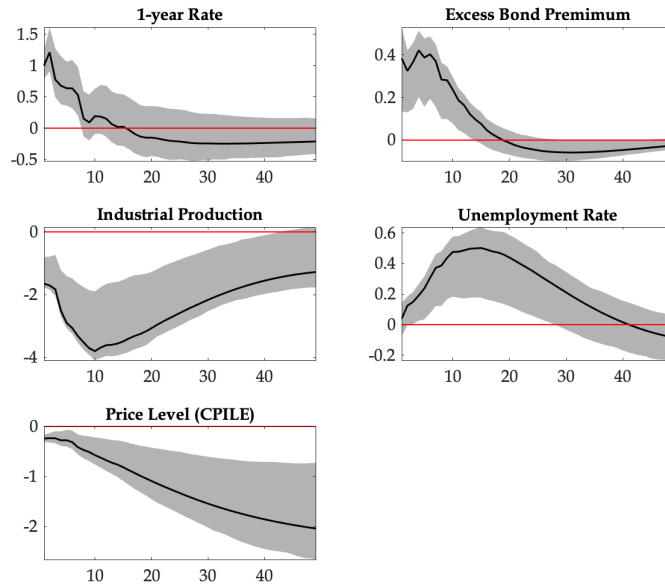 1-year Rate
1.5
1
0.5
0
-0.5
10 20 30 40
Excess Bond Premimum
0.4
0.2
0
10 20 30 40
Industrial Production
0
-2
-4
10 20 30 40
Unemployment Rate
0.6
0.4
0.2
0
-0.2
10 20 30 40
Price Level (CPILE)
0
-1
-2
10 20 30 40